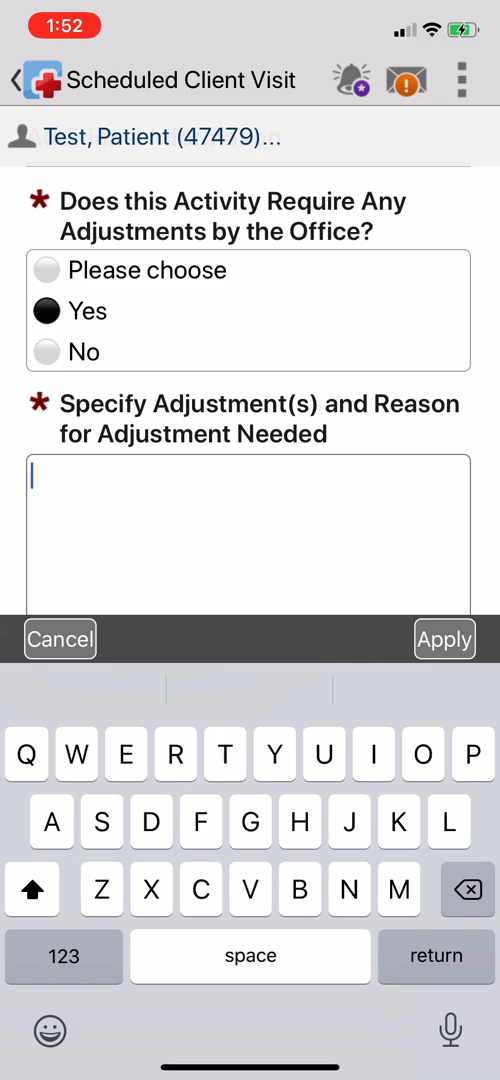 1:52
Scheduled Client Visit
Test, Patient (47479)...
* Does this Activity Require Any
Adjustments by the Office?
Please choose
Yes
No
* Specify Adjustment(s) and Reason
for Adjustment Needed
Cancel Apply
Q W E R T Y U I O P
A S D F G H J K L
Z X C V B N M
123 space return